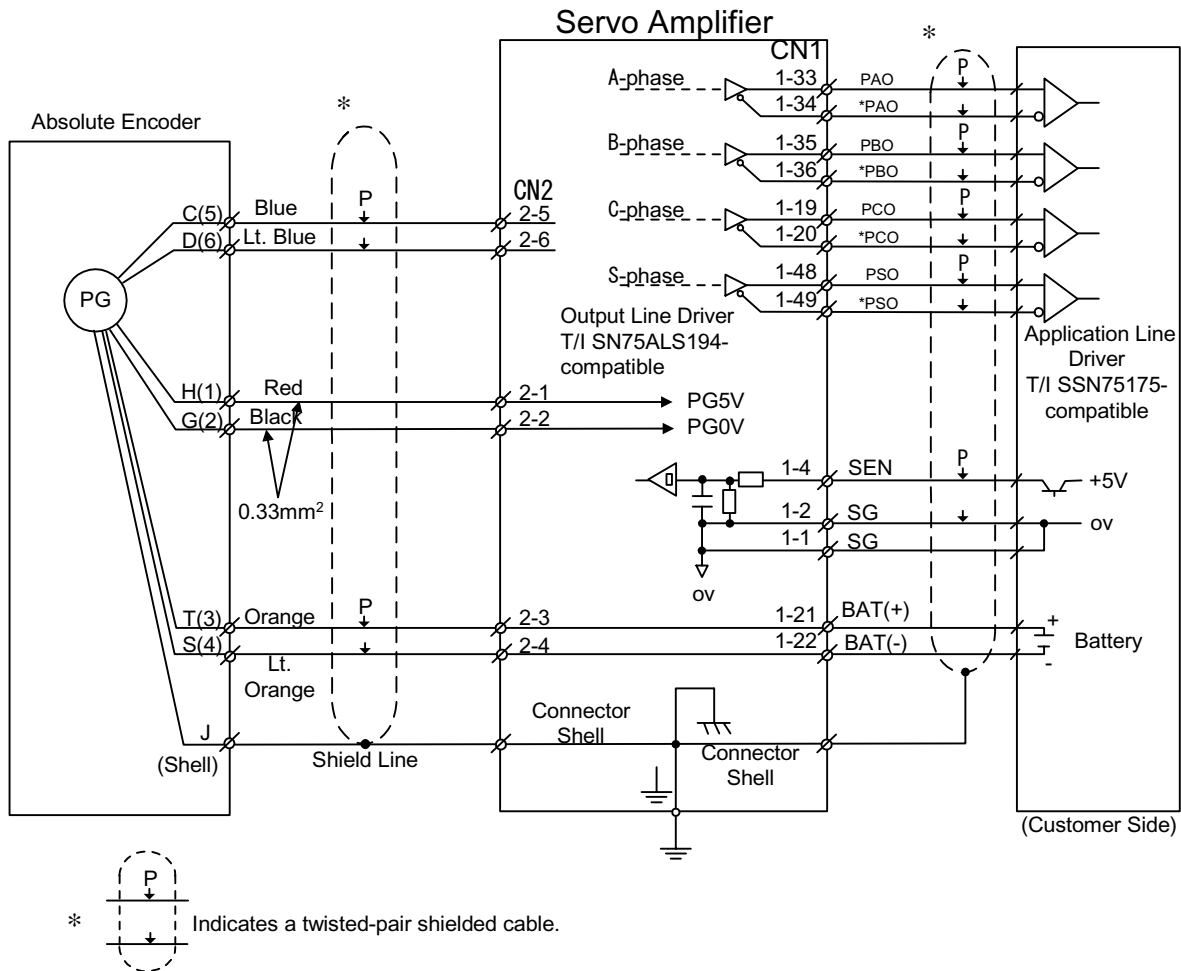 Servo Amplifier
*
CN1
A-phase
1-33
PAO
P
1-34
*PAO
*
Absolute Encoder
B-phase
1-35
PBO
P
1-36
*PBO
CN2
C(5)
Blue
P
2-5
C-phase
1-19
PCO
P
D(6)
Lt. Blue
2-6
1-20
*PCO
S-phase
1-48
PSO
P
1-49
*PSO
PG
Output Line Driver
T/I SN75ALS194-
compatible
Application Line
Driver
T/I SSN75175-
compatible
H(1)
Red
2-1
PG5V
G(2)
Black
2-2
PG0V
0.33mm²
1-4
SEN
P
+5V
1-2
SG
ov
1-1
SG
ov
T(3)
Orange
P
2-3
1-21
BAT(+)
+
S(4)
2-4
1-22
BAT(-)
Battery
-
Lt.
Orange
J
(Shell)
Shield Line
Connector
Shell
Connector
Shell
(Customer Side)
P
*
Indicates a twisted-pair shielded cable.